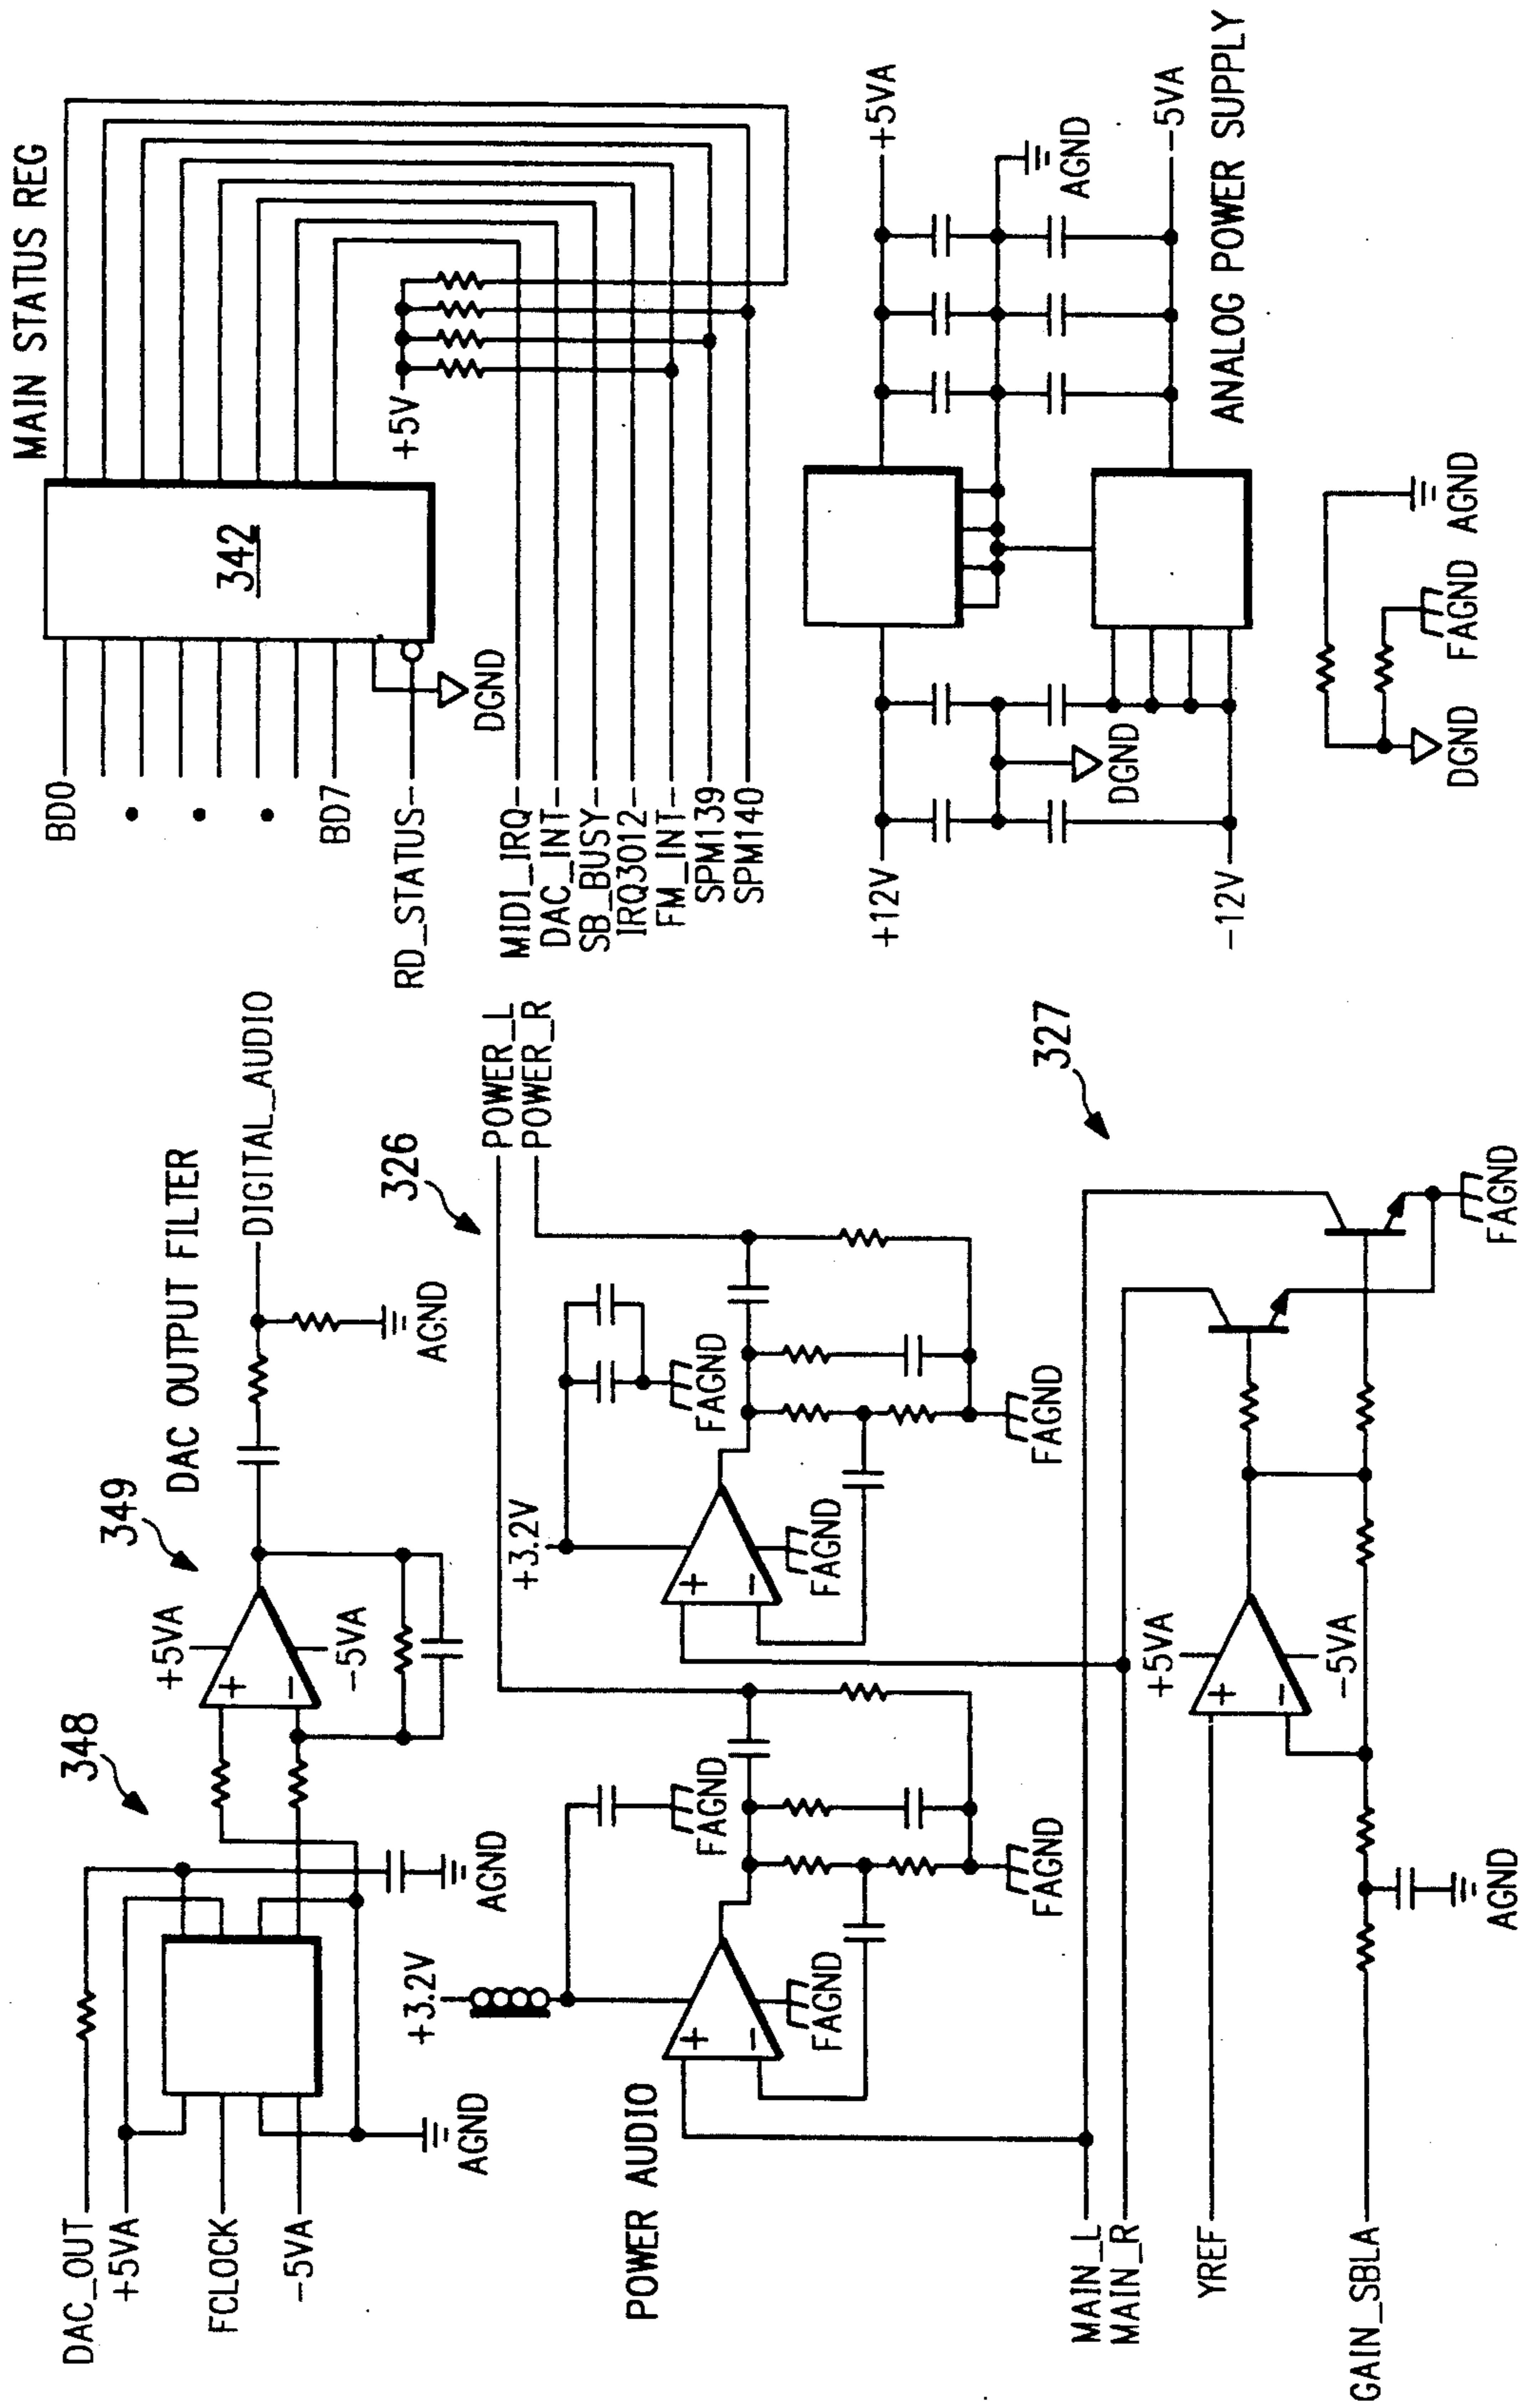 DAC_OUT
+5VA
FCLOCK
-5VA
AGND
AGND
348
349
+5VA
-5VA
DAC OUTPUT FILTER
DIGITAL_AUDIO
AGND
POWER AUDIO
+3.2V
FAGND
FAGND
FAGND
+3.2V
FAGND
FAGND
FAGND
326
POWER_L
POWER_R
MAIN_L
MAIN_R
YREF
GAIN_SBLA
AGND
+5VA
-5VA
327
FAGND
MAIN STATUS REG
342
BD0
BD7
RD_STATUS
DGND
+5V
MIDI_IRQ
DAC_INT
SB_BUSY
IRQ3012
FM_INT
SPM139
SPM140
+12V
-12V
DGND
+5VA
AGND
-5VA
ANALOG POWER SUPPLY
DGND
FAGND
AGND